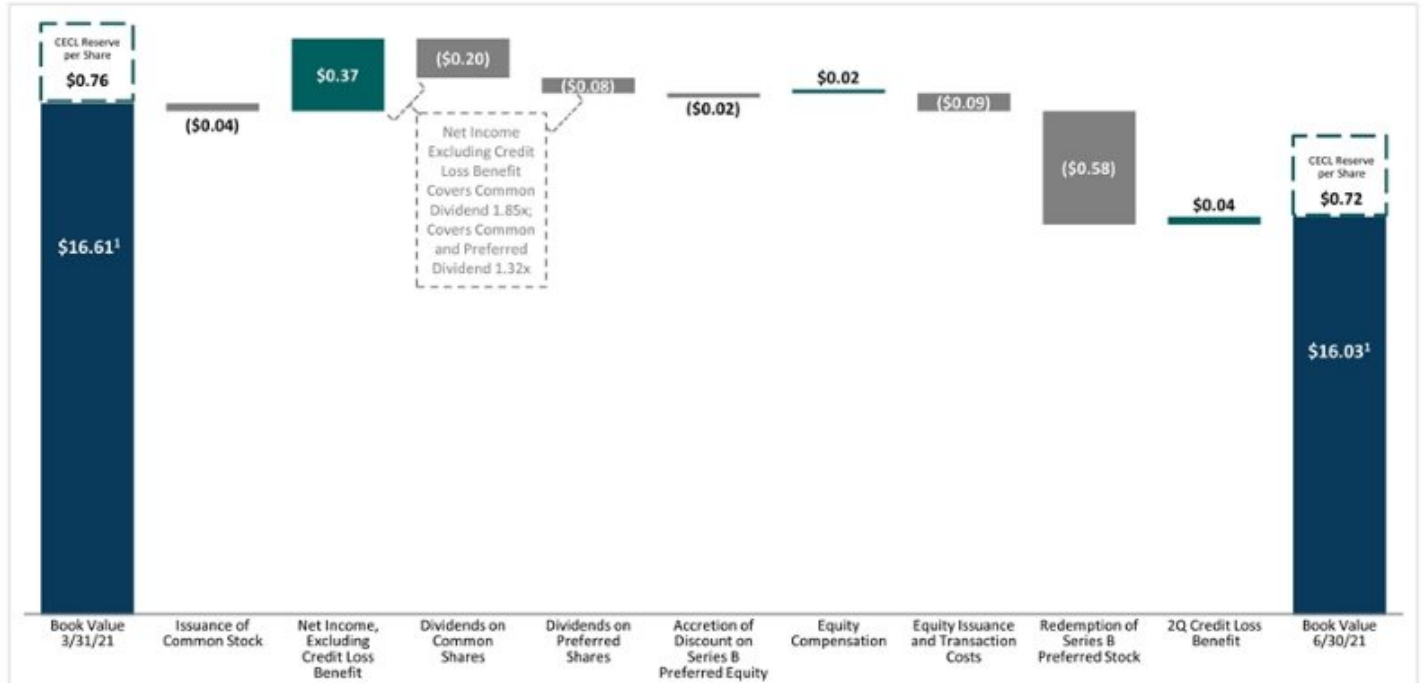 CECL Reserve
per Share
$0.76
$16.61¹
($0.04)
$0.37
($0.20)
($0.08)
Net Income
Excluding Credit
Loss Benefit
Covers Common
Dividend 1.85x;
Covers Common
and Preferred
Dividend 1.32x
($0.02)
$0.02
($0.09)
($0.58)
$0.04
CECL Reserve
per Share
$0.72
$16.03¹
Book Value
3/31/21
Issuance of
Common Stock
Net Income,
Excluding
Credit Loss
Benefit
Dividends on
Common
Shares
Dividends on
Preferred
Shares
Accretion of
Discount on
Series B
Preferred Equity
Equity
Compensation
Equity Issuance
and Transaction
Costs
Redemption of
Series B
Preferred Stock
2Q Credit Loss
Benefit
Book Value
6/30/21